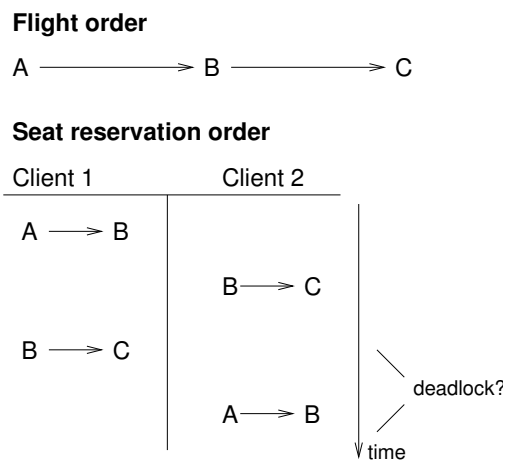 Flight order
A B C
Seat reservation order
Client 1 Client 2
A B
B C
B C
deadlock?
A B
time